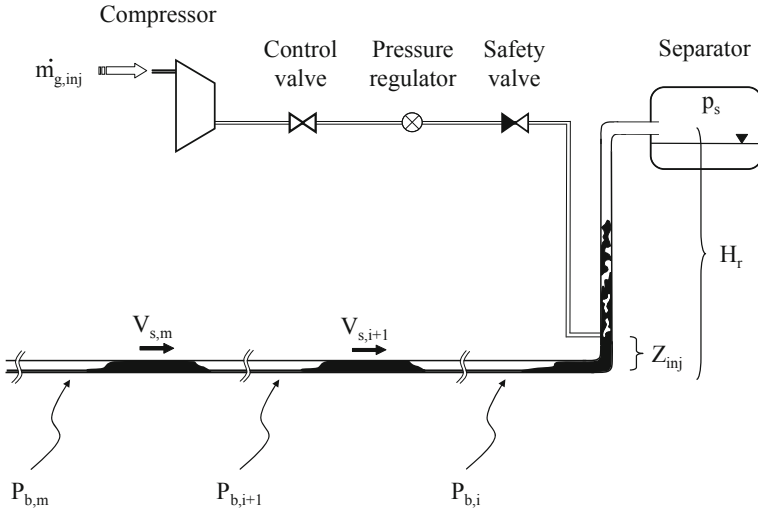 Compressor
ṁg,inj
Control
valve
Pressure
regulator
Safety
valve
Separator
ps
Hr
Vs,m
Vs,i+1
Zinj
Pb,m
Pb,i+1
Pb,i